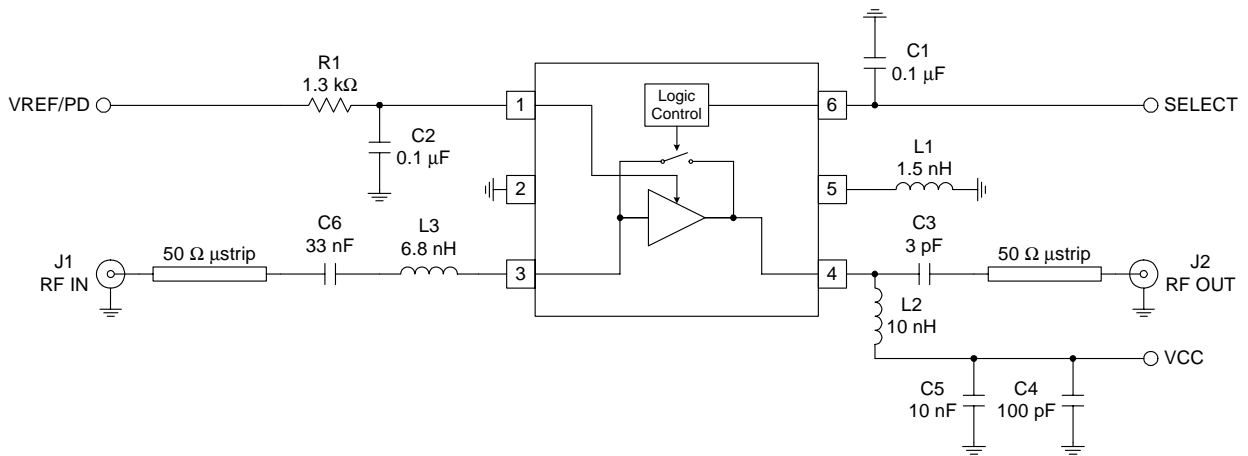 C1
0.1 µF
R1
1.3 kΩ
VREF/PD
1
Logic
Control
6
SELECT
C2
0.1 µF
L1
1.5 nH
2
5
C6
33 nF
L3
6.8 nH
C3
3 pF
J1
RF IN
50 Ω µstrip
3
4
50 Ω µstrip
J2
RF OUT
L2
10 nH
VCC
C5
10 nF
C4
100 pF